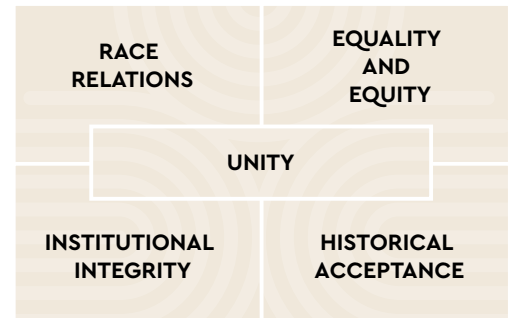 RACE
RELATIONS
EQUALITY
AND
EQUITY
UNITY
INSTITUTIONAL
INTEGRITY
HISTORICAL
ACCEPTANCE